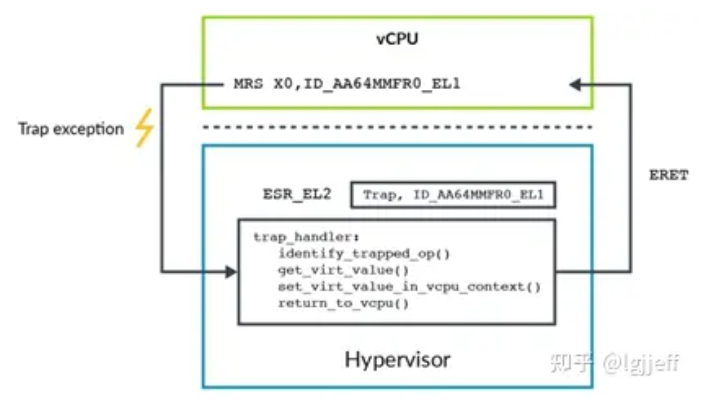 vCPU
MRS X0,ID_AA64MMFR0_EL1
Trap exception
ERET
ESR_EL2
Trap, ID_AA64MMFR0_EL1
trap_handler:
identify_trapped_op()
get_virt_value()
set_virt_value_in_vcpu_context()
return_to_vcpu()
Hypervisor
知乎 @lgjjeff